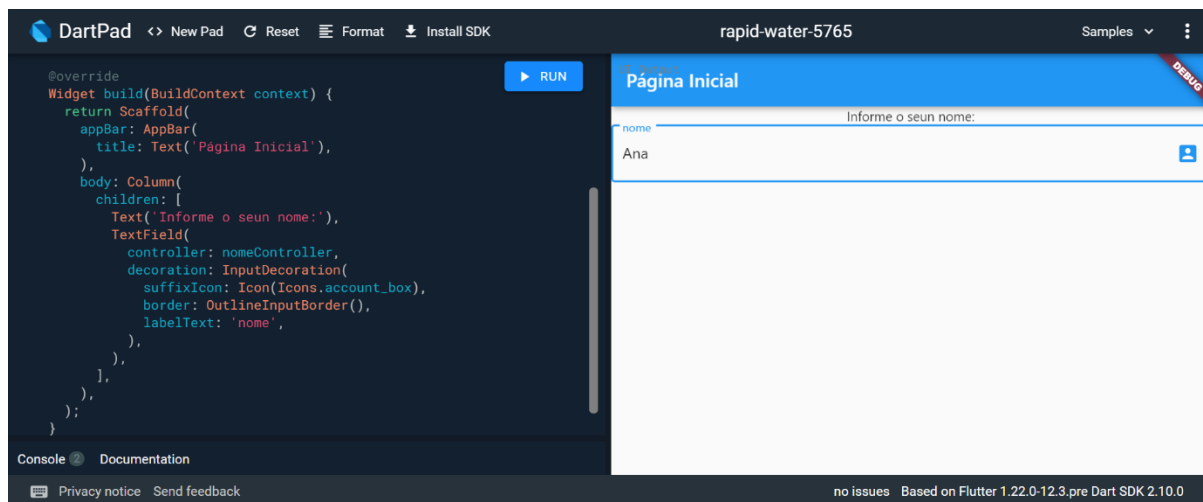 DartPad <> New Pad Reset Format Install SDK rapid-water-5765 Samples
@override
Widget build(BuildContext context) {
return Scaffold(
appBar: AppBar(
title: Text('Página Inicial'),
),
body: Column(
children: [
Text('Informe o seun nome:'),
TextField(
controller: nomeController,
decoration: InputDecoration(
suffixIcon: Icon(Icons.account_box),
border: OutlineInputBorder(),
labelText: 'nome',
),
),
],
),
);
}
RUN
Console 2 Documentation
Página Inicial
DEBUG
Informe o seun nome:
nome
Ana
Privacy notice Send feedback
no issues Based on Flutter 1.22.0-12.3.pre Dart SDK 2.10.0